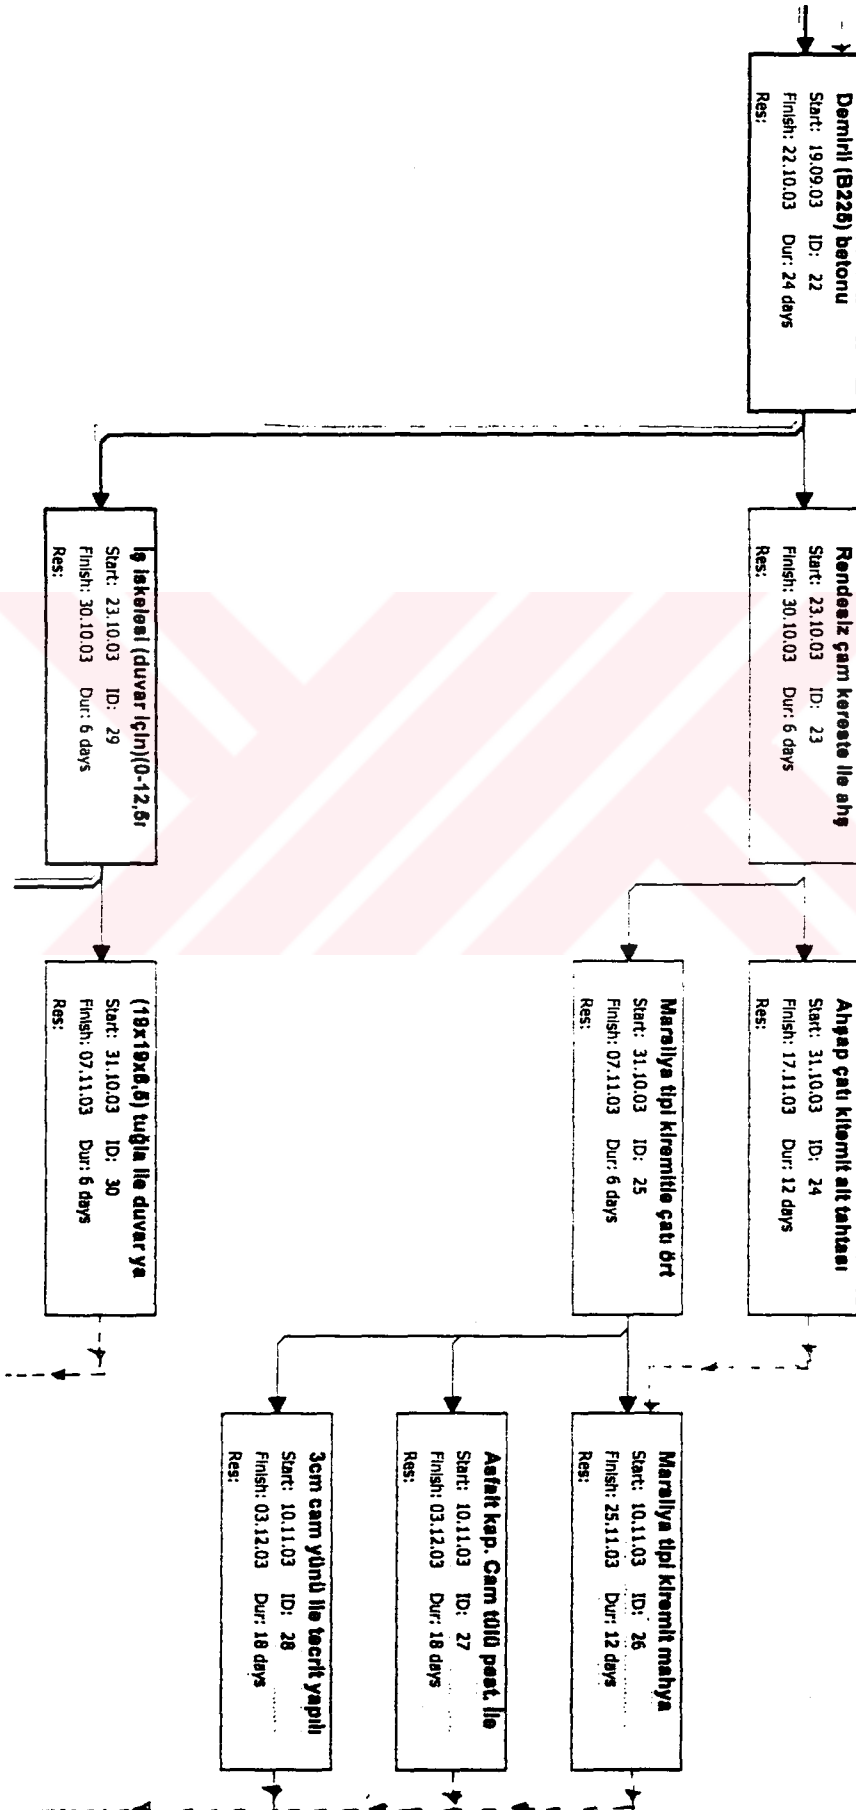 Demirli (B225) betonu
Start: 19.09.03 ID: 22
Finish: 22.10.03 Dur: 24 days
Res:
Rendesiz çam kereste ile ahş
Start: 23.10.03 ID: 23
Finish: 30.10.03 Dur: 6 days
Res:
Ahşap çatı kitemit alt tahtası
Start: 31.10.03 ID: 24
Finish: 17.11.03 Dur: 12 days
Res:
Marsilya tipi kiremitle çatı ört
Start: 31.10.03 ID: 25
Finish: 07.11.03 Dur: 6 days
Res:
Marsilya tipi kiremit mahya
Start: 10.11.03 ID: 26
Finish: 25.11.03 Dur: 12 days
Res:
Asfalt kap. Cam tülü pest. ile
Start: 10.11.03 ID: 27
Finish: 03.12.03 Dur: 18 days
Res:
3cm cam yünü ile tecrit yapılı
Start: 10.11.03 ID: 28
Finish: 03.12.03 Dur: 18 days
Res:
İş iskelesi (duvar için)(0-12,5r
Start: 23.10.03 ID: 29
Finish: 30.10.03 Dur: 6 days
Res:
(19x19x8,5) tuğla ile duvar ya
Start: 31.10.03 ID: 30
Finish: 07.11.03 Dur: 6 days
Res: